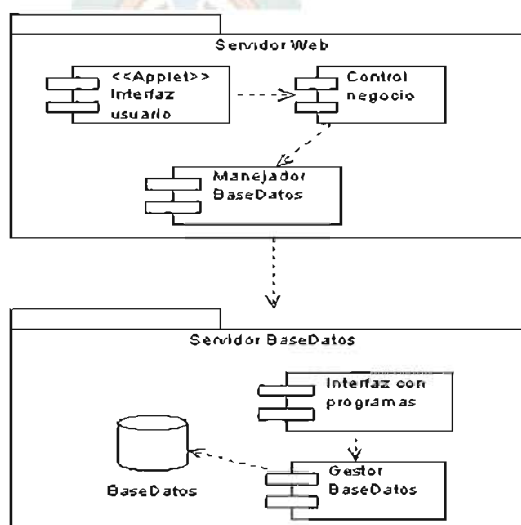 Servidor Web
<<Applet>>
Interfaz
usuario
Control
negocio
Manejador
BaseDatos
Servidor BaseDatos
Interfaz con
programas
BaseDatos
Gestor
BaseDatos